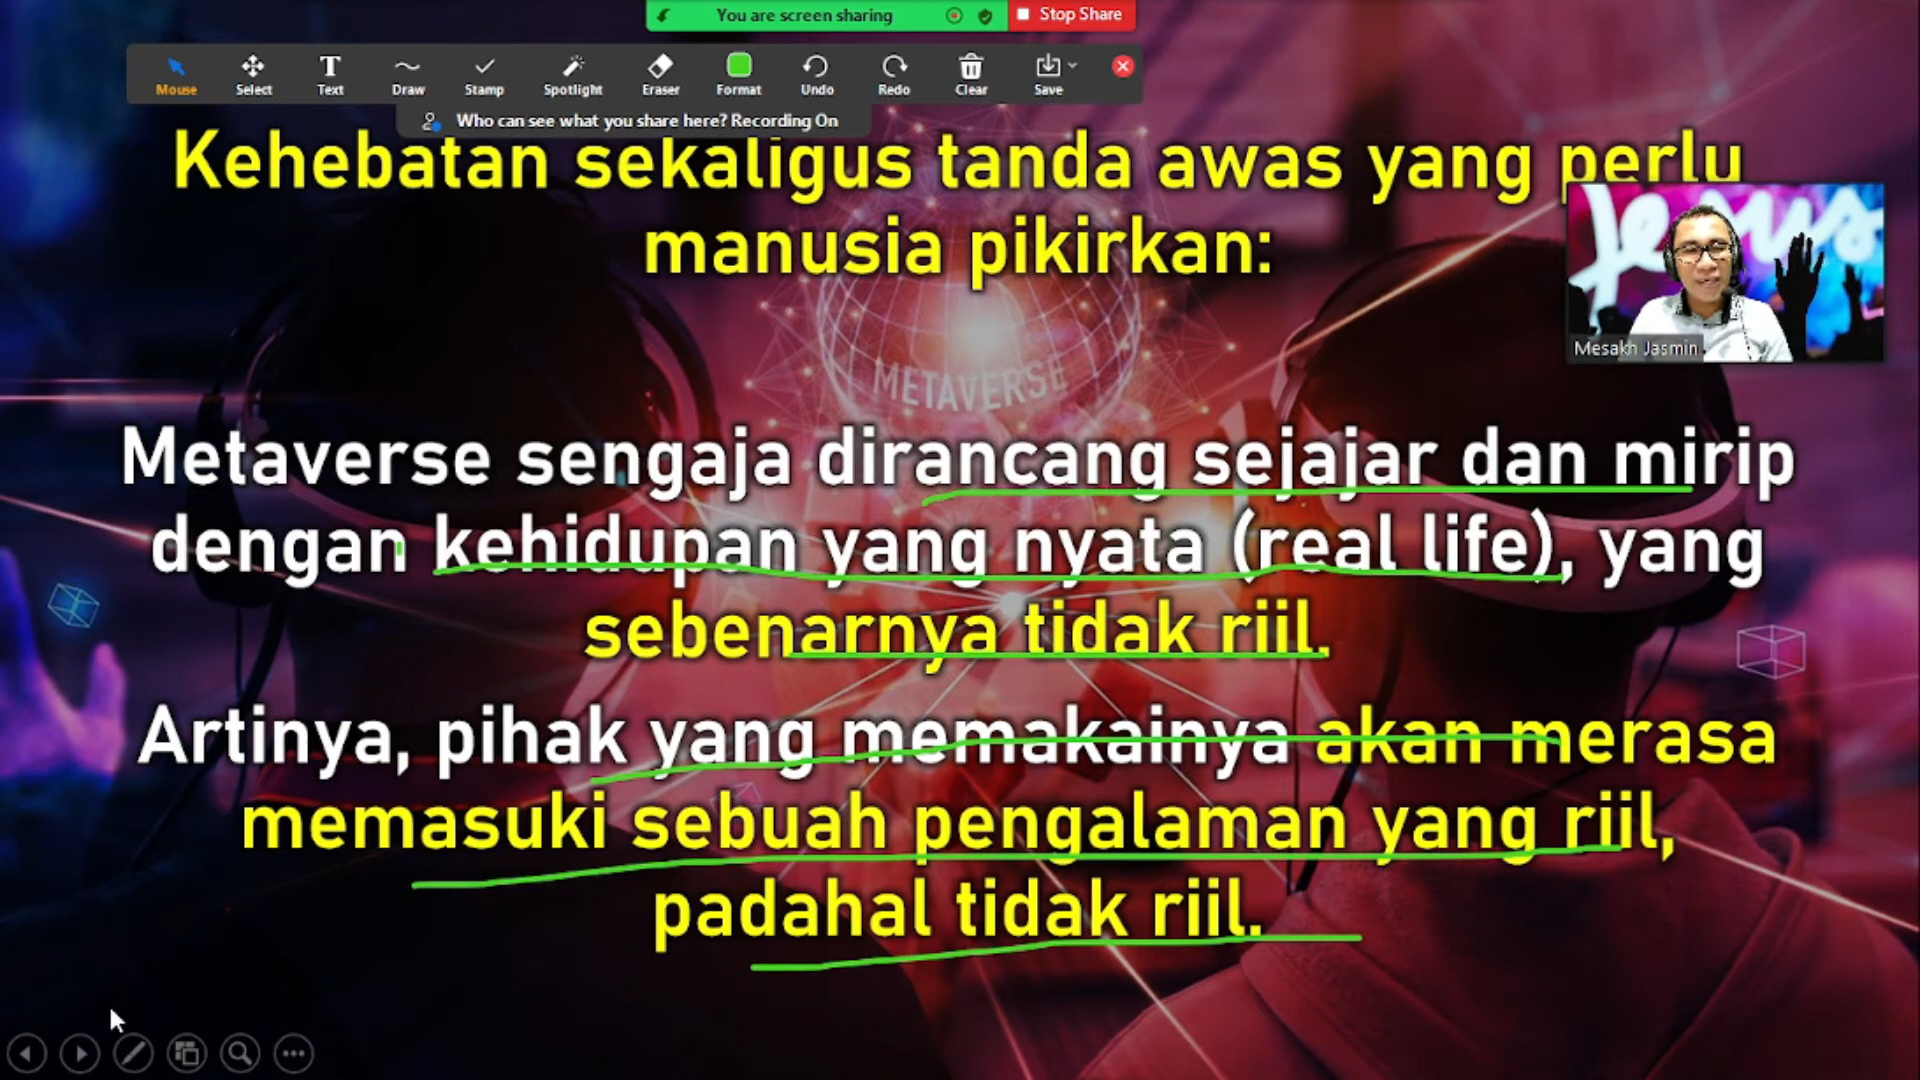 You are screen sharing
Stop Share
Mouse
Select
Text
Draw
Stamp
Spotlight
Eraser
Format
Undo
Redo
Clear
Save
Who can see what you share here? Recording On
Kehebatan sekaligus tanda awas yang perlu
manusia pikirkan:
Jesus
Mesakh Jasmin
METAVERSE
Metaverse sengaja dirancang sejajar dan mirip
dengan kehidupan yang nyata (real life), yang
sebenarnya tidak riil.
Artinya, pihak yang memakainya akan merasa
memasuki sebuah pengalaman yang riil,
padahal tidak riil.